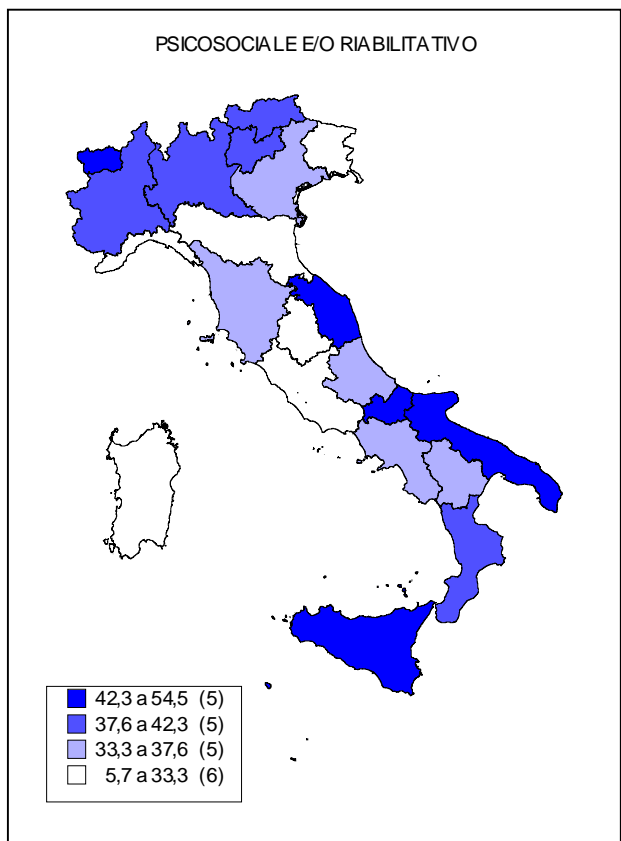 PSICOSOCIALE E/O RIABILITATIVO
42,3 a 54,5 (5)
37,6 a 42,3 (5)
33,3 a 37,6 (5)
5,7 a 33,3 (6)